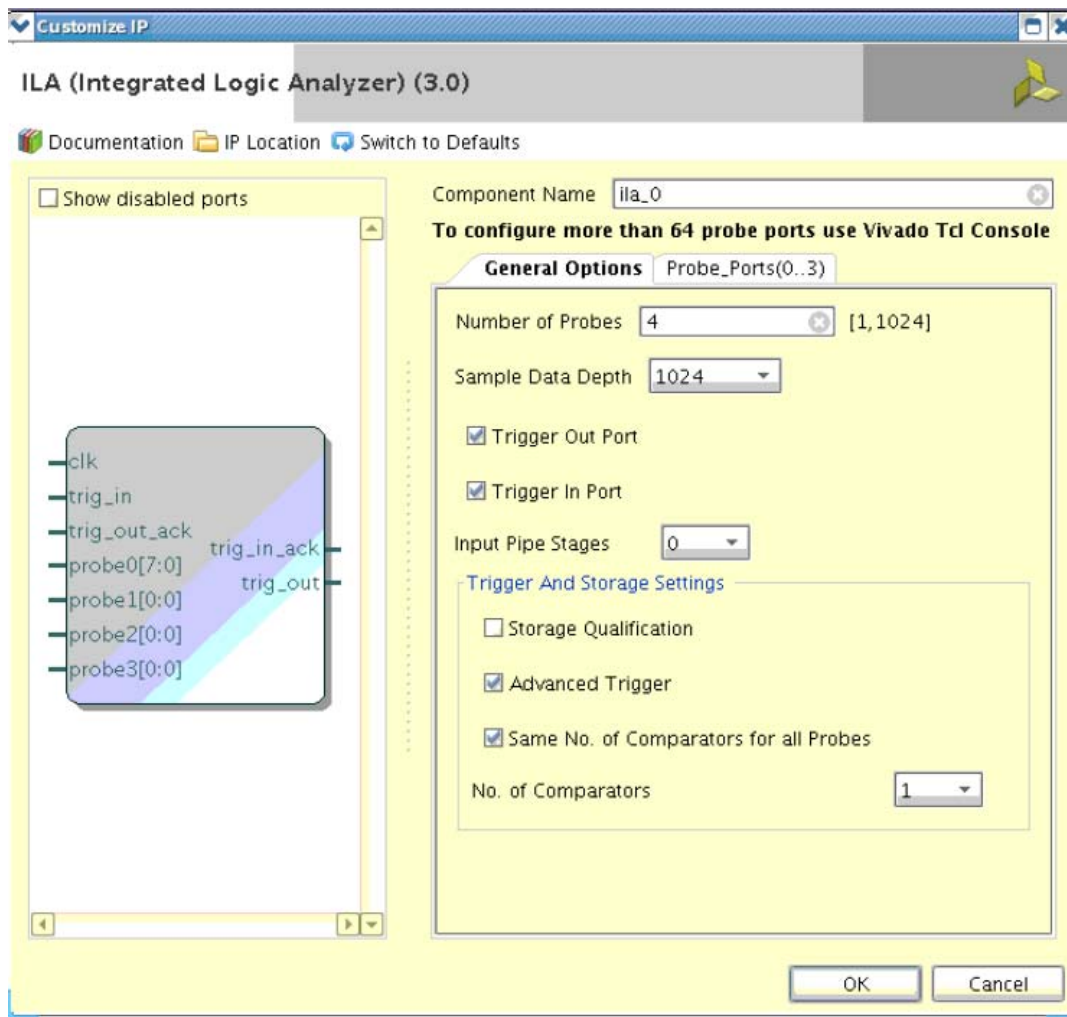 Customize IP
ILA (Integrated Logic Analyzer) (3.0)
Documentation IP Location Switch to Defaults
Show disabled ports
clk
trig_in
trig_out_ack
probe0[7:0]
probe1[0:0]
probe2[0:0]
probe3[0:0]
trig_in_ack
trig_out
Component Name ila_0
To configure more than 64 probe ports use Vivado Tcl Console
General Options Probe_Ports(0..3)
Number of Probes 4 [1,1024]
Sample Data Depth 1024
Trigger Out Port
Trigger In Port
Input Pipe Stages 0
Trigger And Storage Settings
Storage Qualification
Advanced Trigger
Same No. of Comparators for all Probes
No. of Comparators 1
OK Cancel